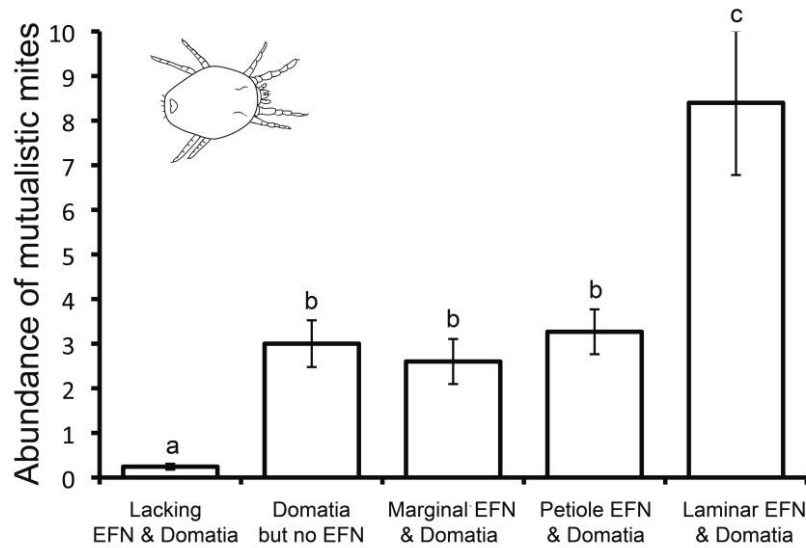 Abundance of mutualistic mites
10
9
8
7
6
5
4
3
2
1
0
a
b
b
b
c
Lacking
EFN & Domatia
Domatia
but no EFN
Marginal EFN
& Domatia
Petiole EFN
& Domatia
Laminar EFN
& Domatia